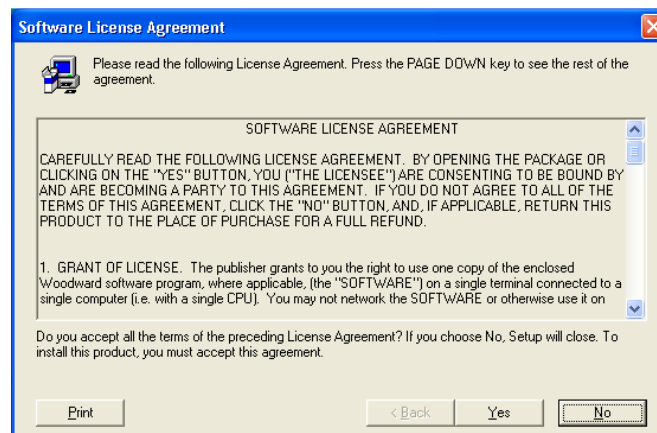 Software License Agreement
Please read the following License Agreement. Press the PAGE DOWN key to see the rest of the
agreement.
SOFTWARE LICENSE AGREEMENT
CAREFULLY READ THE FOLLOWING LICENSE AGREEMENT. BY OPENING THE PACKAGE OR
CLICKING ON THE "YES" BUTTON, YOU ("THE LICENSEE") ARE CONSENTING TO BE BOUND BY
AND ARE BECOMING A PARTY TO THIS AGREEMENT. IF YOU DO NOT AGREE TO ALL OF THE
TERMS OF THIS AGREEMENT, CLICK THE "NO" BUTTON, AND, IF APPLICABLE, RETURN THIS
PRODUCT TO THE PLACE OF PURCHASE FOR A FULL REFUND.
1. GRANT OF LICENSE. The publisher grants to you the right to use one copy of the enclosed
Woodward software program, where applicable, (the "SOFTWARE") on a single terminal connected to a
single computer (i.e. with a single CPU). You may not network the SOFTWARE or otherwise use it on
Do you accept all the terms of the preceding License Agreement? If you choose No, Setup will close. To
install this product, you must accept this agreement.
Print
< Back
Yes
No